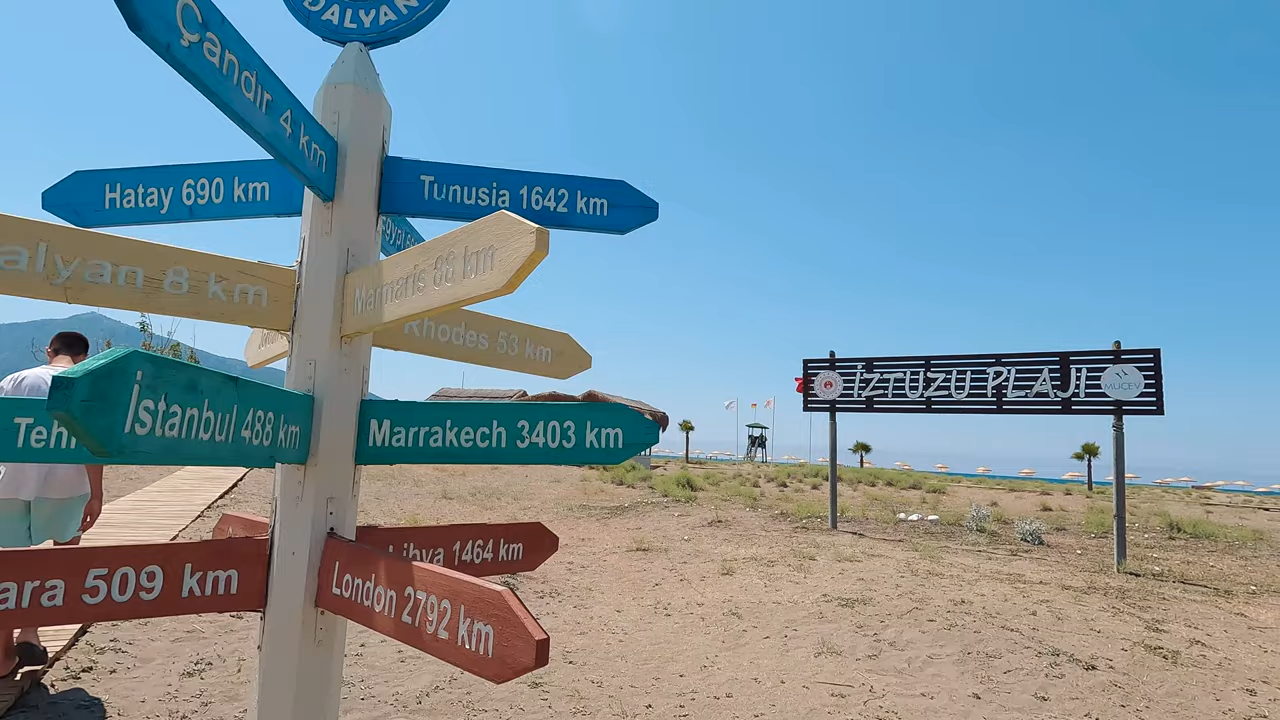 DALYAN
Çandır 4 km
Hatay 690 km
Tunusia 1642 km
alyan 8 km
Marmaris 88 km
Rhodes 53 km
İstanbul 488 km
Teh
Marrakech 3403 km
Libya 1464 km
ara 509 km
London 2792 km
İZTUZU PLAJI
MUÇEV